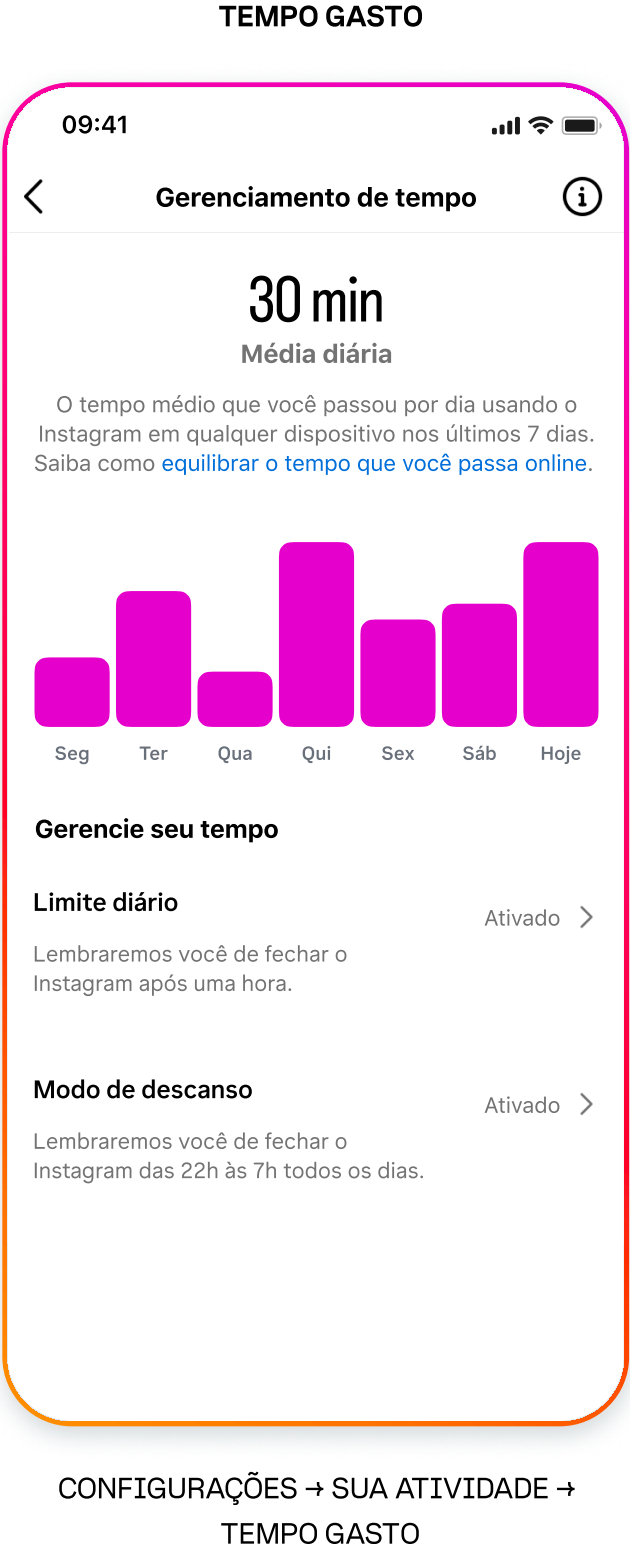 TEMPO GASTO
09:41
Gerenciamento de tempo
30 min
Média diária
O tempo médio que você passou por dia usando o
Instagram em qualquer dispositivo nos últimos 7 dias.
Saiba como equilibrar o tempo que você passa online.
Seg Ter Qua Qui Sex Sáb Hoje
Gerencie seu tempo
Limite diário
Ativado
Lembraremos você de fechar o
Instagram após uma hora.
Modo de descanso
Ativado
Lembraremos você de fechar o
Instagram das 22h às 7h todos os dias.
CONFIGURAÇÕES → SUA ATIVIDADE →
TEMPO GASTO